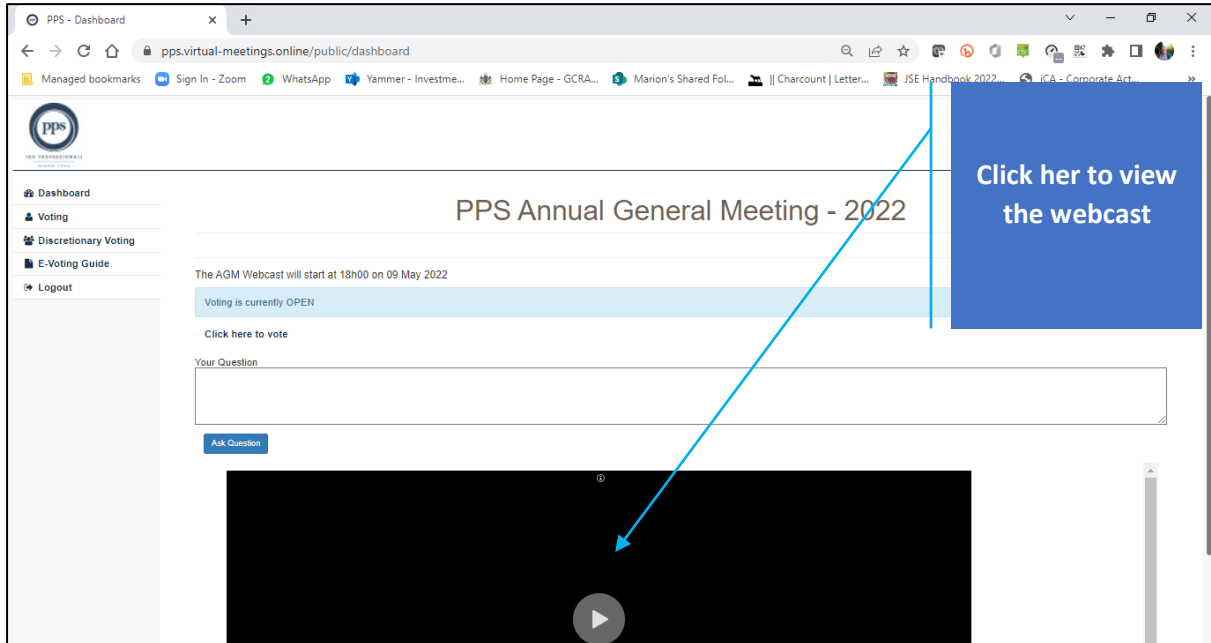 PPS - Dashboard
pps.virtual-meetings.online/public/dashboard
Managed bookmarks Sign In - Zoom WhatsApp Yammer - Investme... Home Page - GCRA... Marion's Shared Fol... || Charcount | Letter... JSE Handbook 2022... iCA - Corporate Act... »
pps
FOR PROFESSIONALS
Click her to view
the webcast
Dashboard
Voting
Discretionary Voting
E-Voting Guide
Logout
PPS Annual General Meeting - 2022
The AGM Webcast will start at 18h00 on 09 May 2022
Voting is currently OPEN
Click here to vote
Your Question
Ask Question